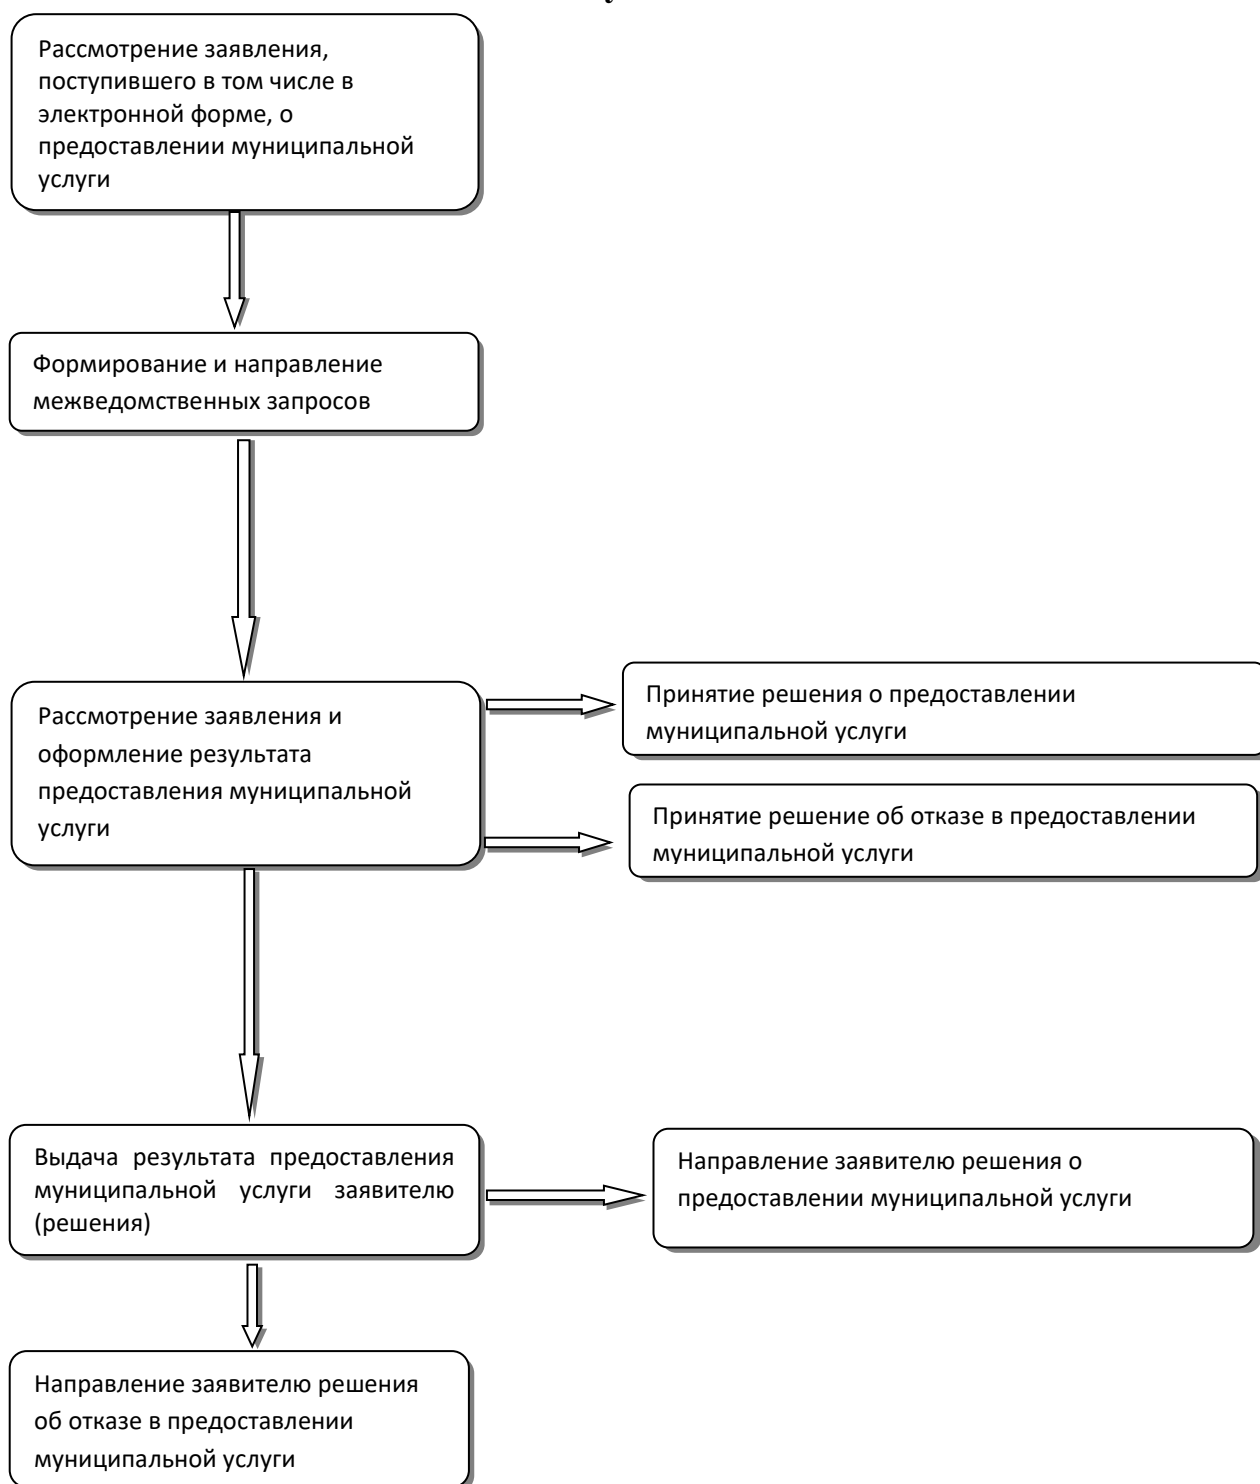 Рассмотрение заявления,
поступившего в том числе в
электронной форме, о
предоставлении муниципальной
услуги
Формирование и направление
межведомственных запросов
Рассмотрение заявления и
оформление результата
предоставления муниципальной
услуги
Принятие решения о предоставлении
муниципальной услуги
Принятие решение об отказе в предоставлении
муниципальной услуги
Выдача результата предоставления
муниципальной услуги заявителю
(решения)
Направление заявителю решения о
предоставлении муниципальной услуги
Направление заявителю решения
об отказе в предоставлении
муниципальной услуги